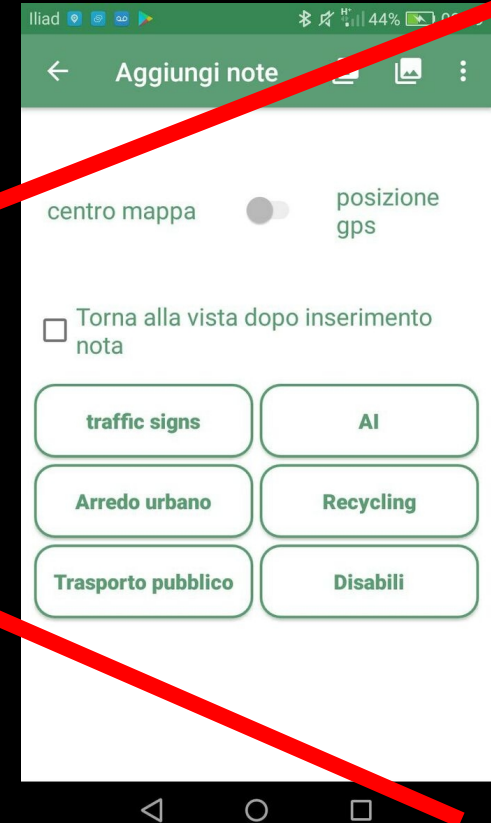 Iliad 44%
Aggiungi note
centro mappa
posizione
gps
Torna alla vista dopo inserimento
nota
traffic signs AI
Arredo urbano Recycling
Trasporto pubblico Disabili